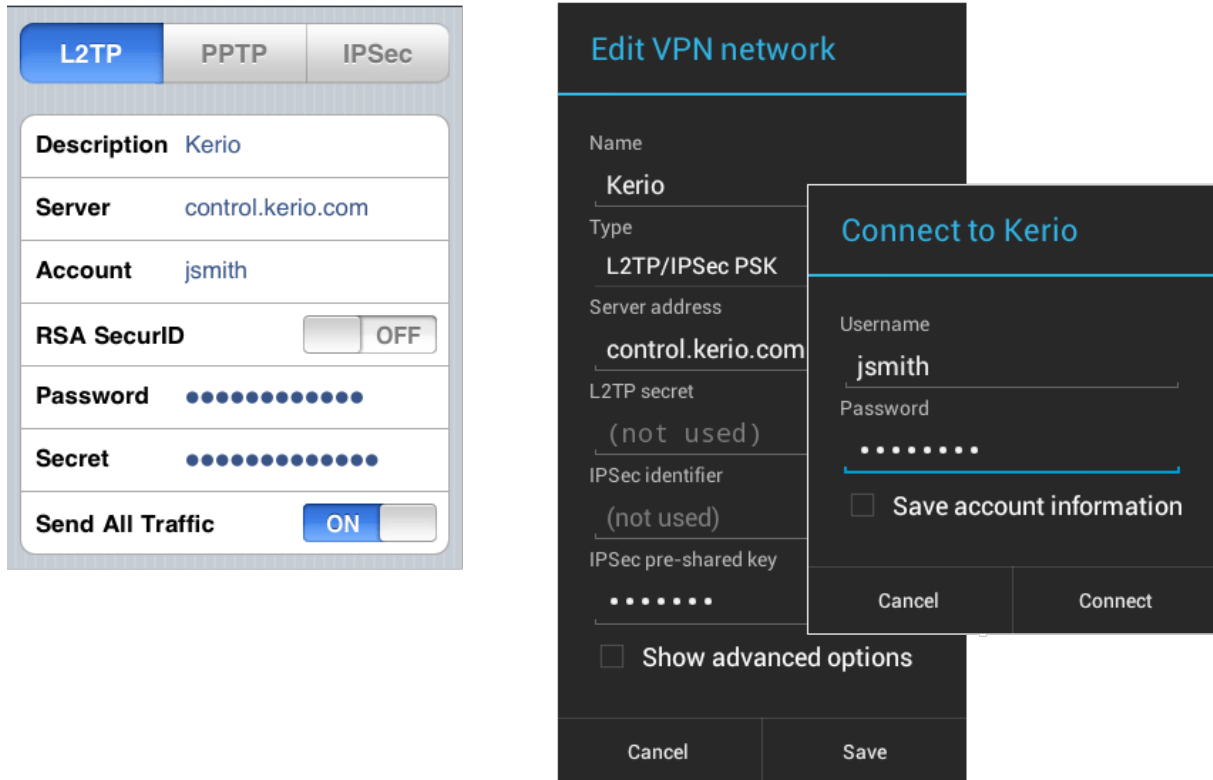 L2TP PPTP IPSec
Description Kerio
Server control.kerio.com
Account jsmith
RSA SecurID OFF
Password ●●●●●●●●●●●●
Secret ●●●●●●●●●●●●●
Send All Traffic ON
Edit VPN network
Name
Kerio
Type
L2TP/IPSec PSK
Server address
control.kerio.com
L2TP secret
(not used)
IPSec identifier
(not used)
IPSec pre-shared key
•••••••
Show advanced options
Cancel Save
Connect to Kerio
Username
jsmith
Password
••••••••
Save account information
Cancel Connect